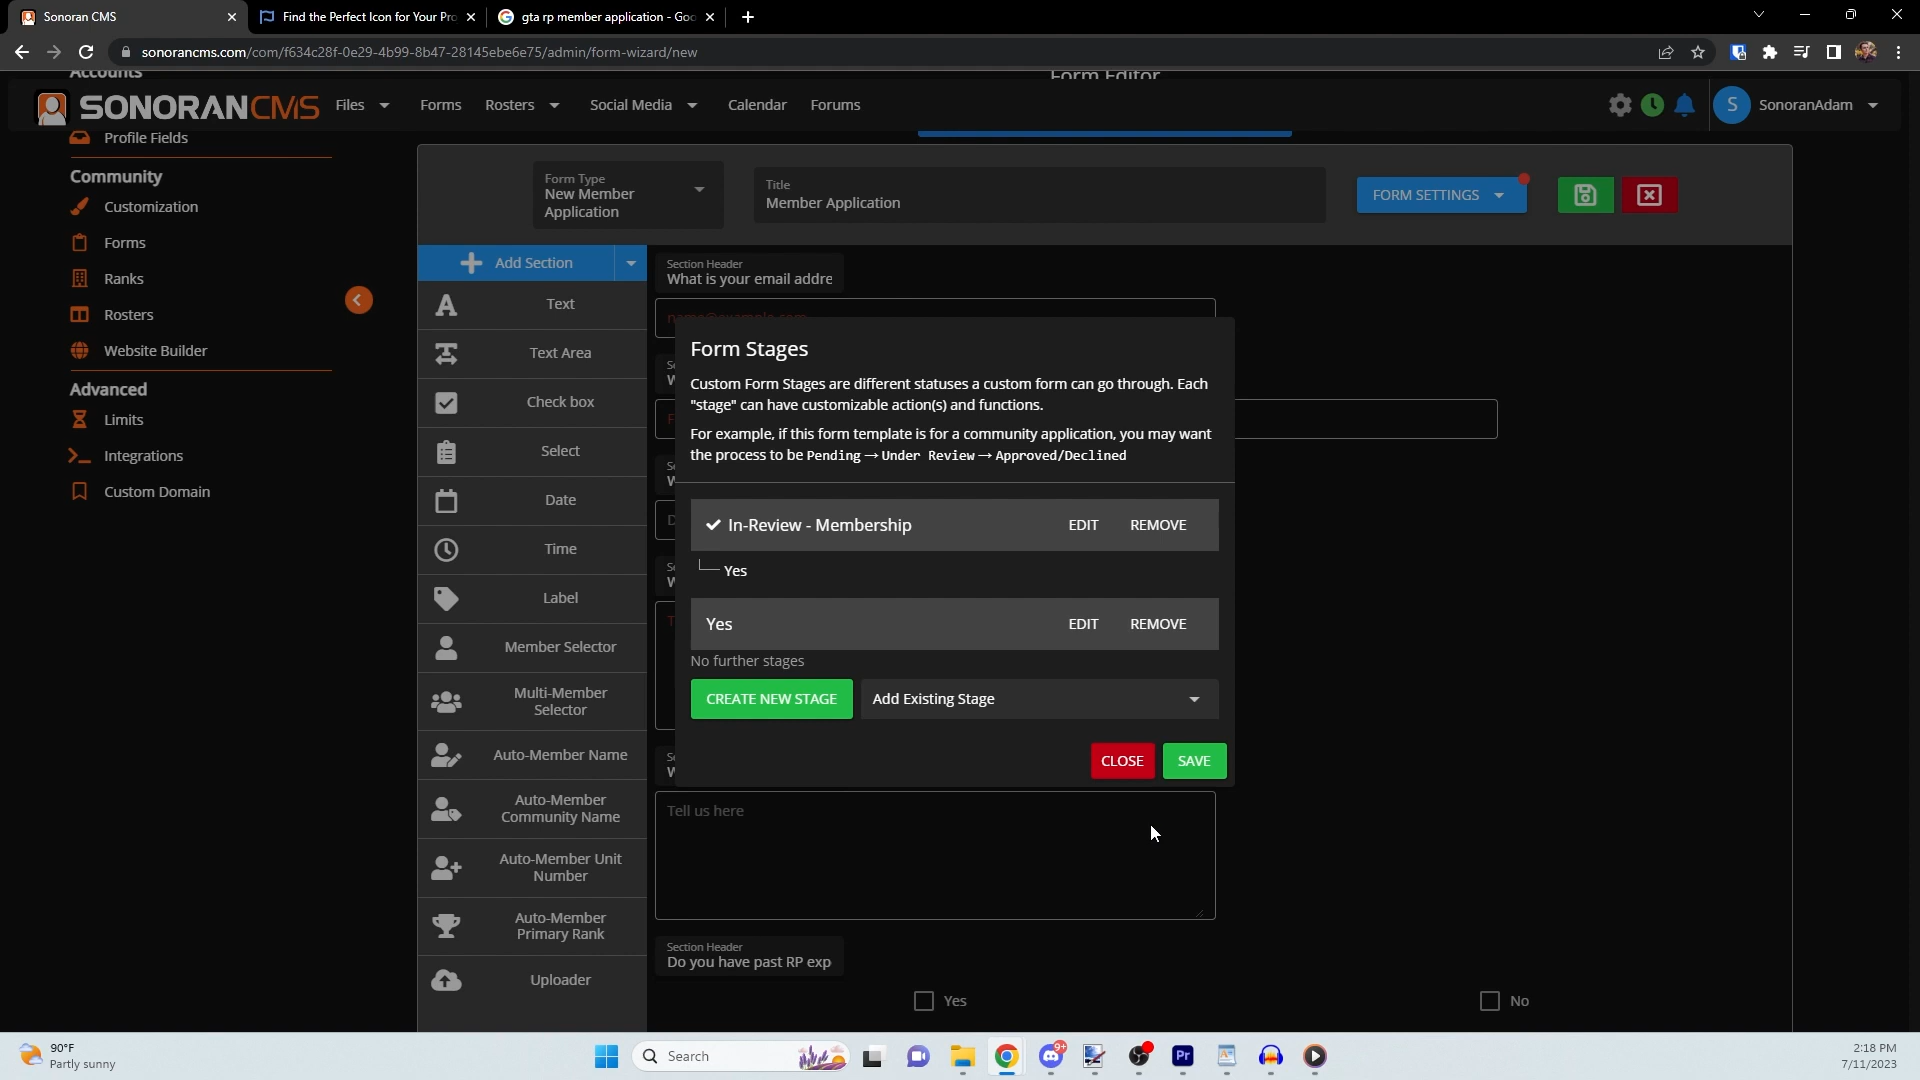 Sonoran CMS
Find the Perfect Icon for Your Pro
gta rp member application - Goo
sonorancms.com/com/f634c28f-0e29-4b99-8b47-28145ebe6e75/admin/form-wizard/new
Accounts
Form Editor
SONORANCMS
Files
Forms
Rosters
Social Media
Calendar
Forums
S
SonoranAdam
Profile Fields
Community
Customization
Forms
Ranks
Rosters
Website Builder
Advanced
Limits
Integrations
Custom Domain
Form Type
New Member
Application
Title
Member Application
FORM SETTINGS
Add Section
Text
Text Area
Check box
Select
Date
Time
Label
Member Selector
Multi-Member
Selector
Auto-Member Name
Auto-Member
Community Name
Auto-Member Unit
Number
Auto-Member
Primary Rank
Uploader
Section Header
What is your email addre
name@example.com
Form Stages
Custom Form Stages are different statuses a custom form can go through. Each
"stage" can have customizable action(s) and functions.
For example, if this form template is for a community application, you may want
the process to be Pending → Under Review → Approved/Declined
In-Review - Membership
EDIT
REMOVE
Yes
Yes
EDIT
REMOVE
No further stages
CREATE NEW STAGE
Add Existing Stage
CLOSE
SAVE
Tell us here
Section Header
Do you have past RP exp
Yes
No
90°F
Partly sunny
Search
9+
Pr
2:18 PM
7/11/2023